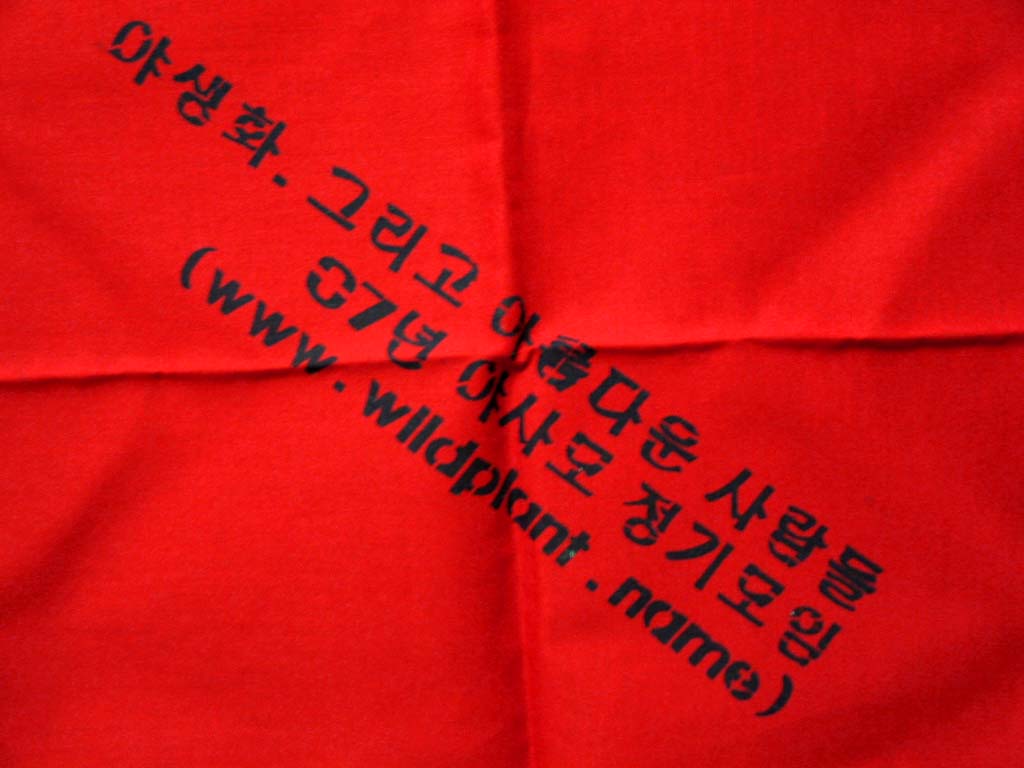 야생화. 그리고 아름다운 사람들
07년 야사모 정기모임
(www.wildplant.name)